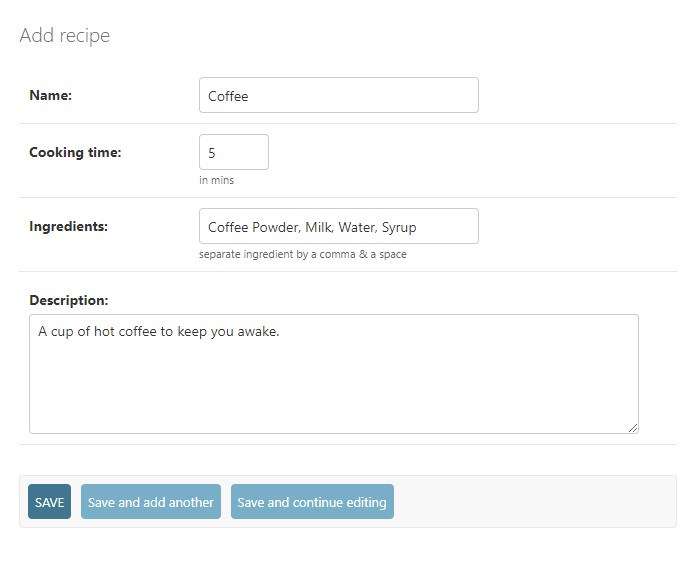 Add recipe
Name: Coffee
Cooking time: 5
in mins
Ingredients: Coffee Powder, Milk, Water, Syrup
separate ingredient by a comma & a space
Description:
A cup of hot coffee to keep you awake.
SAVE Save and add another Save and continue editing